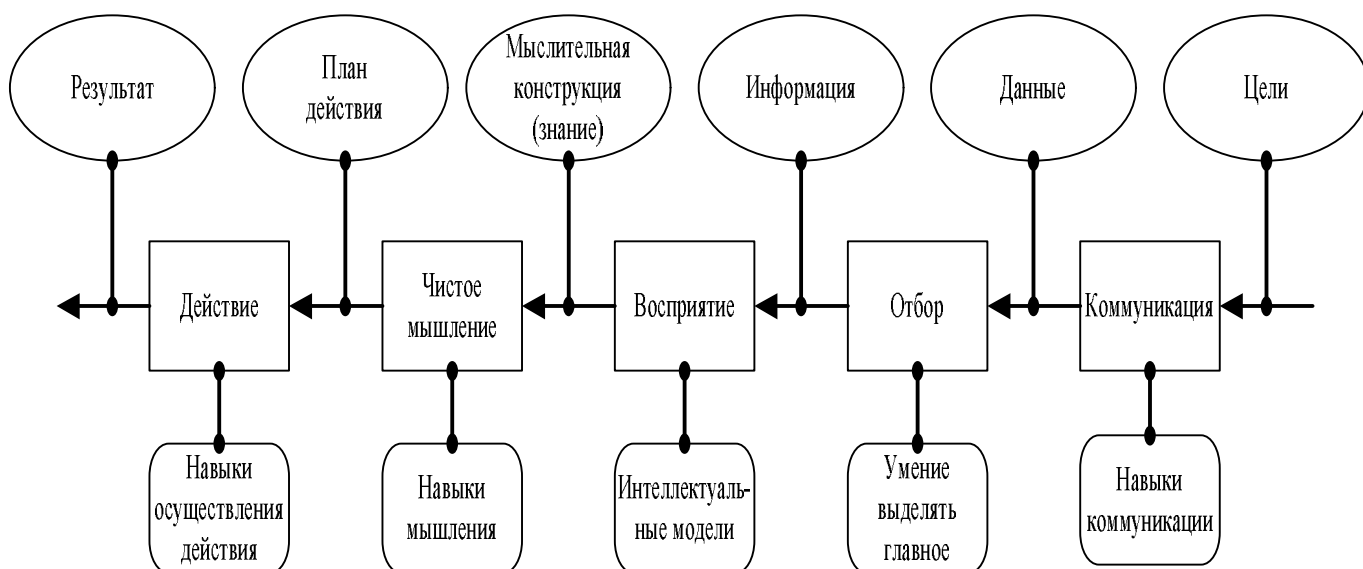 Результат
План
действия
Мыслительная
конструкция
(знание)
Информация
Данные
Цели
Действие
Чистое
мышление
Восприятие
Отбор
Коммуникация
Навыки
осуществления
действия
Навыки
мышления
Интеллектуаль-
ные модели
Умение
выделять
главное
Навыки
коммуникации